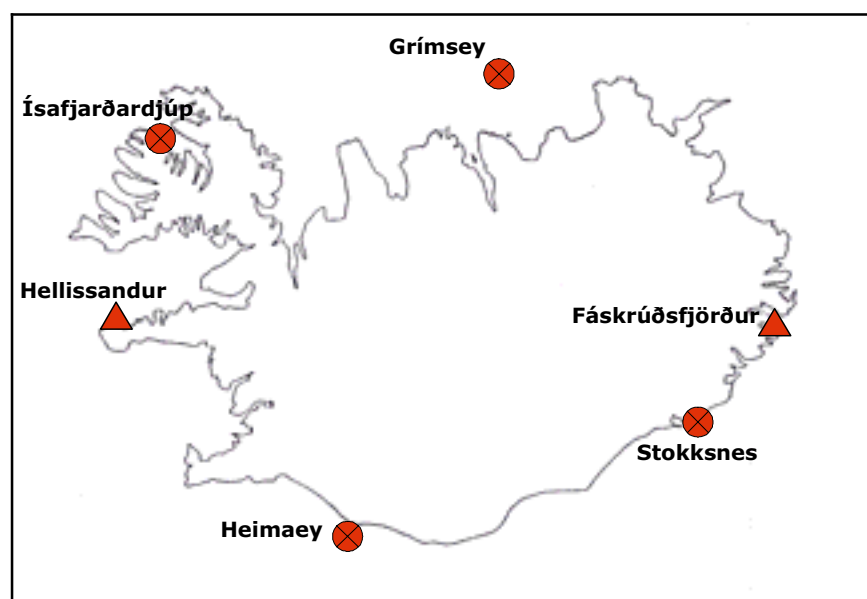 Grímsey
Ísafjarðardjúp
Hellissandur
Fáskrúðsfjörður
Stokksnes
Heimaey